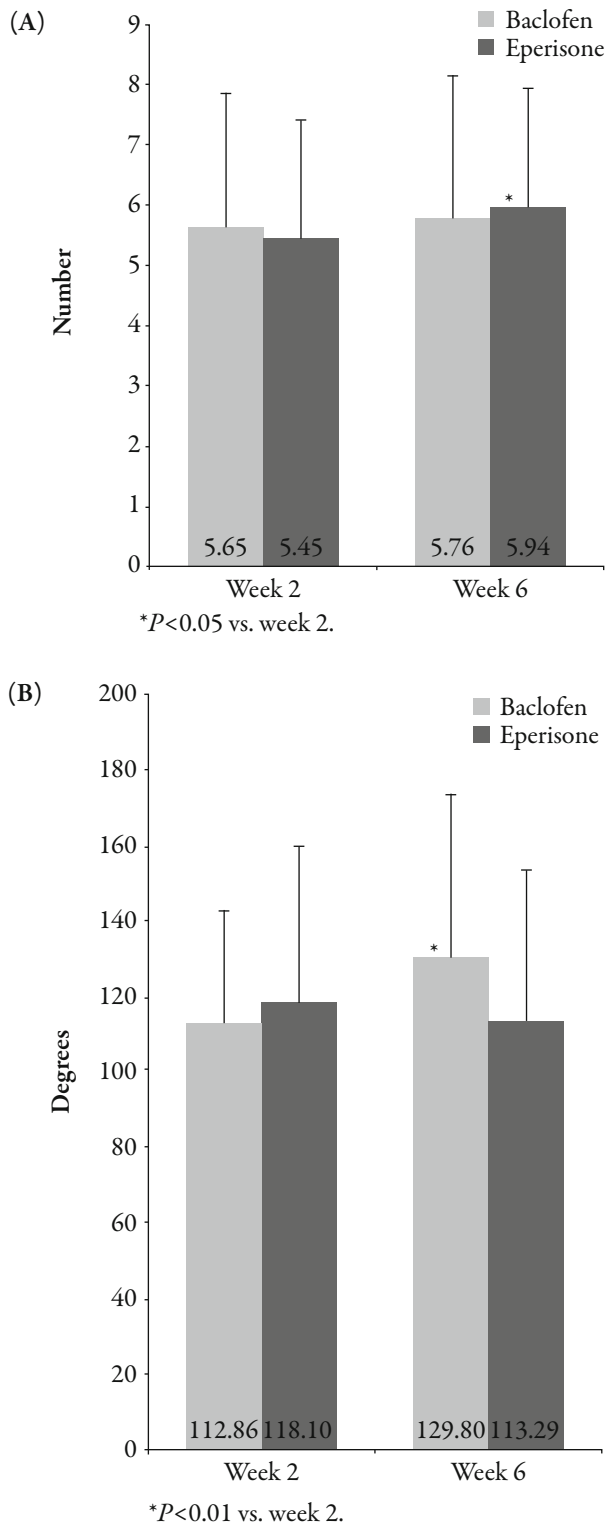 (A)
9
8
7
6
5
4
3
2
1
0
Number
Baclofen
Eperisone
*
5.65 5.45 5.76 5.94
Week 2 Week 6
*P<0.05 vs. week 2.
(B)
200
180
160
140
120
100
80
60
40
20
0
Degrees
Baclofen
Eperisone
*
112.86 118.10 129.80 113.29
Week 2 Week 6
*P<0.01 vs. week 2.